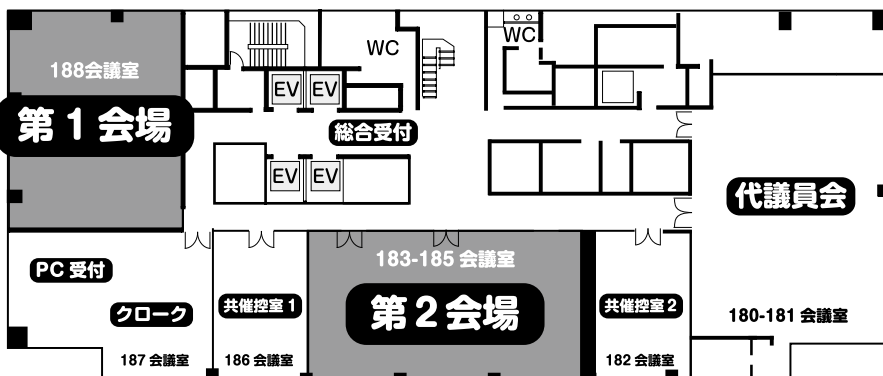 WC
WC
188会議室
EV
EV
第1会場
総合受付
EV
EV
代議員会
183-185 会議室
PC 受付
共催控室1
第2会場
共催控室2
クローク
180-181 会議室
187 会議室
186 会議室
182 会議室